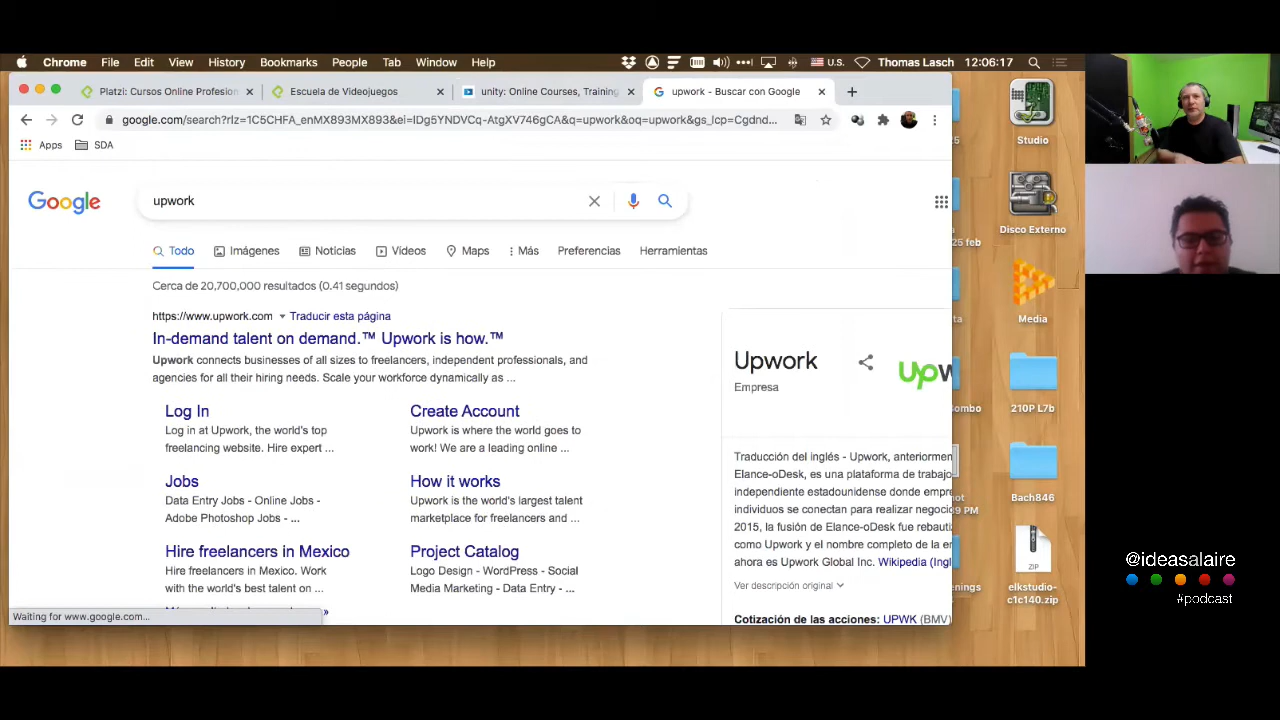 Chrome File Edit View History Bookmarks People Tab Window Help U.S. Thomas Lasch 12:06:17
Platzi: Cursos Online Profesion
Escuela de Videojuegos
unity: Online Courses, Training
upwork - Buscar con Google
google.com/search?rlz=1C5CHFA_enMX893MX893&ei=IDg5YNDVCq-AtgXV746gCA&q=upwork&oq=upwork&gs_lcp=Cgdnd...
Apps SDA
Google
upwork
Todo Imágenes Noticias Vídeos Maps Más Preferencias Herramientas
Cerca de 20,700,000 resultados (0.41 segundos)
https://www.upwork.com Traducir esta página
In-demand talent on demand.™ Upwork is how.™
Upwork connects businesses of all sizes to freelancers, independent professionals, and
agencies for all their hiring needs. Scale your workforce dynamically as ...
Log In
Log in at Upwork, the world's top
freelancing website. Hire expert ...
Create Account
Upwork is where the world goes to
work! We are a leading online ...
Jobs
Data Entry Jobs - Online Jobs -
Adobe Photoshop Jobs - ...
How it works
Upwork is the world's largest talent
marketplace for freelancers and ...
Hire freelancers in Mexico
Hire freelancers in Mexico. Work
with the world's best talent on ...
Project Catalog
Logo Design - WordPress - Social
Media Marketing - Data Entry - ...
Waiting for www.google.com...
Upwork
Empresa
upw
Traducción del inglés - Upwork, anteriormen
Elance-oDesk, es una plataforma de trabajo
independiente estadounidense donde empre
individuos se conectan para realizar negocio
2015, la fusión de Elance-oDesk fue rebauti
como Upwork y el nombre completo de la en
ahora es Upwork Global Inc. Wikipedia (Ingl
Ver descripción original
Cotización de las acciones: UPWK (BMV)
Studio
Disco Externo
25 feb
Media
ta
210P L7b
ombo
Bach846
not
39 PM
ZIP
enings
elkstudio-
c1c140.zip
@ideasalaire
#podcast